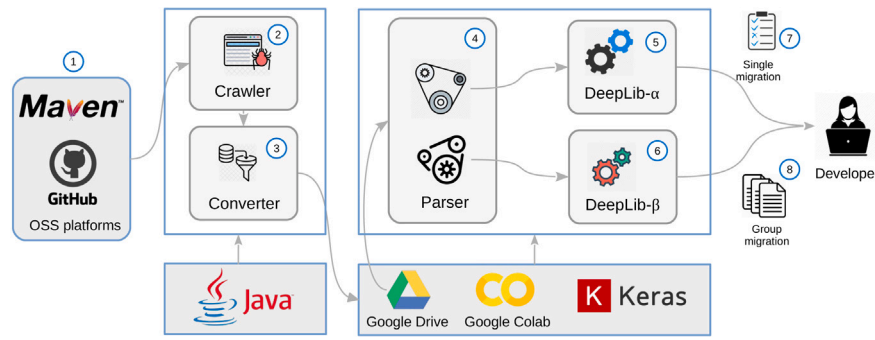 1
Maven™
GitHub
OSS platforms
2
Crawler
3
Converter
Java
4
Parser
5
DeepLib-α
6
DeepLib-β
Google Drive
Google Colab
K Keras
7
Single
migration
8
Group
migration
Develope